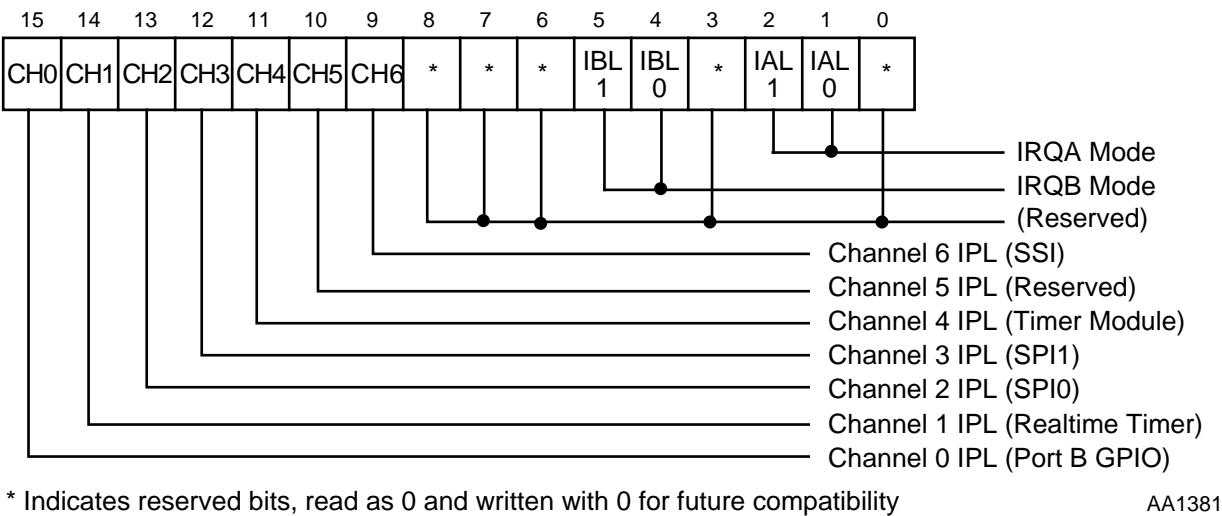 15 14 13 12 11 10 9 8 7 6 5 4 3 2 1 0
CH0 CH1 CH2 CH3 CH4 CH5 CH6 * * * IBL IBL * IAL IAL *
1 0 1 0
IRQA Mode
IRQB Mode
(Reserved)
Channel 6 IPL (SSI)
Channel 5 IPL (Reserved)
Channel 4 IPL (Timer Module)
Channel 3 IPL (SPI1)
Channel 2 IPL (SPI0)
Channel 1 IPL (Realtime Timer)
Channel 0 IPL (Port B GPIO)
* Indicates reserved bits, read as 0 and written with 0 for future compatibility
AA1381